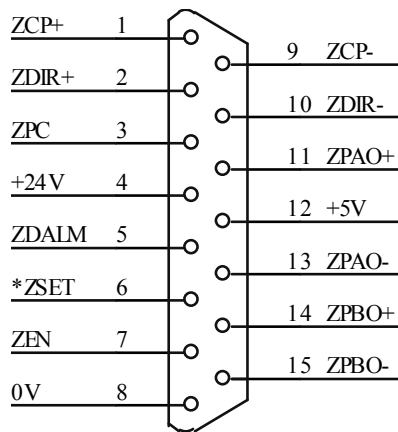 ZCP+ 1
ZDIR+ 2
ZPC 3
+24V 4
ZDALM 5
*ZSET 6
ZEN 7
0V 8
9 ZCP-
10 ZDIR-
11 ZPAO+
12 +5V
13 ZPAO-
14 ZPBO+
15 ZPBO-